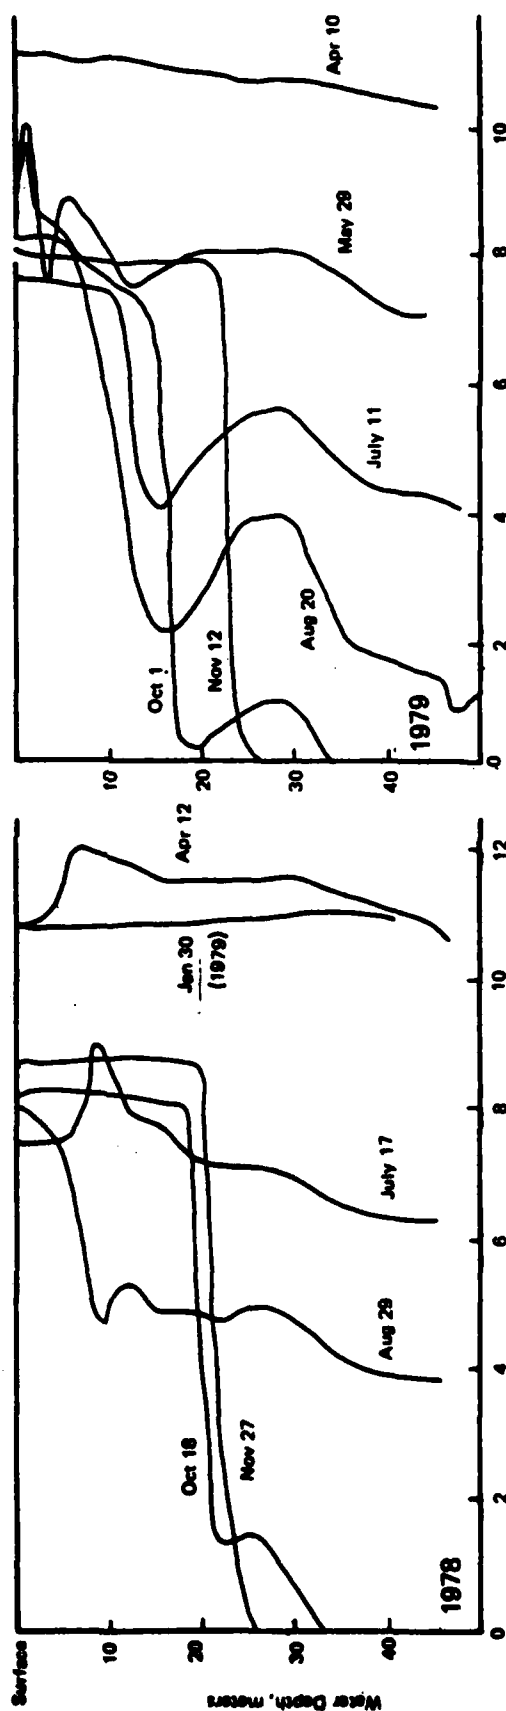 Surface
10
20
30
40
Water Depth, meters
Oct 18
Nov 27
Aug 29
July 17
Jan 30
(1979)
Apr 12
1978
0 2 4 6 8 10 12
10
20
30
40
Oct 1
Nov 12
Aug 20
July 11
May 29
Apr 10
1979
0 2 4 6 8 10